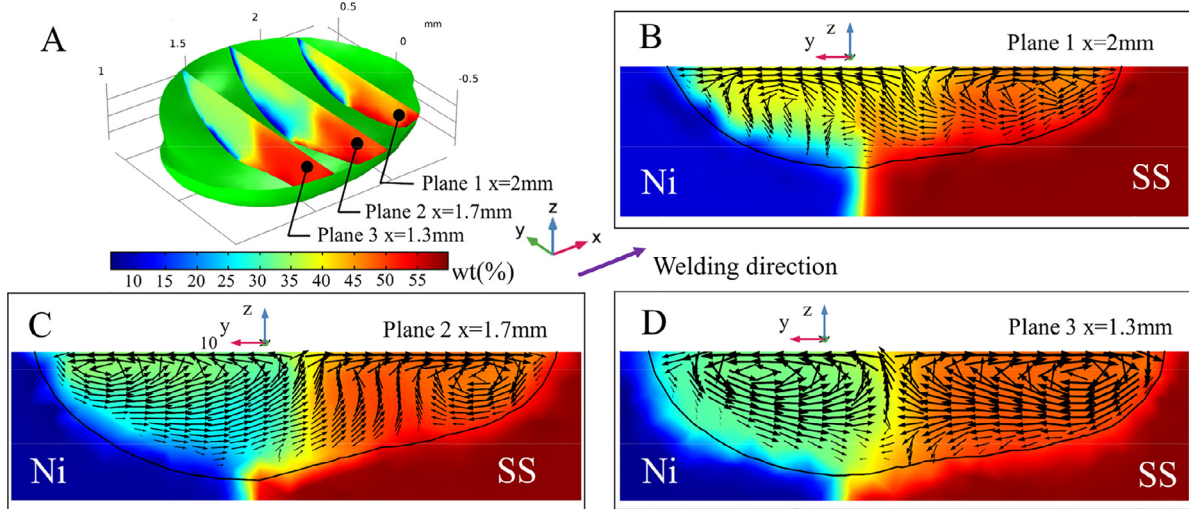 A
2
0.5
mm
1.5
0
1
-0.5
Plane 1 x=2mm
Plane 2 x=1.7mm
Plane 3 x=1.3mm
z
y
x
10 15 20 25 30 35 40 45 50 55
wt(%)
Welding direction
B
z
y
Plane 1 x=2mm
Ni
SS
C
z
y
10
Plane 2 x=1.7mm
Ni
SS
D
z
y
Plane 3 x=1.3mm
Ni
SS